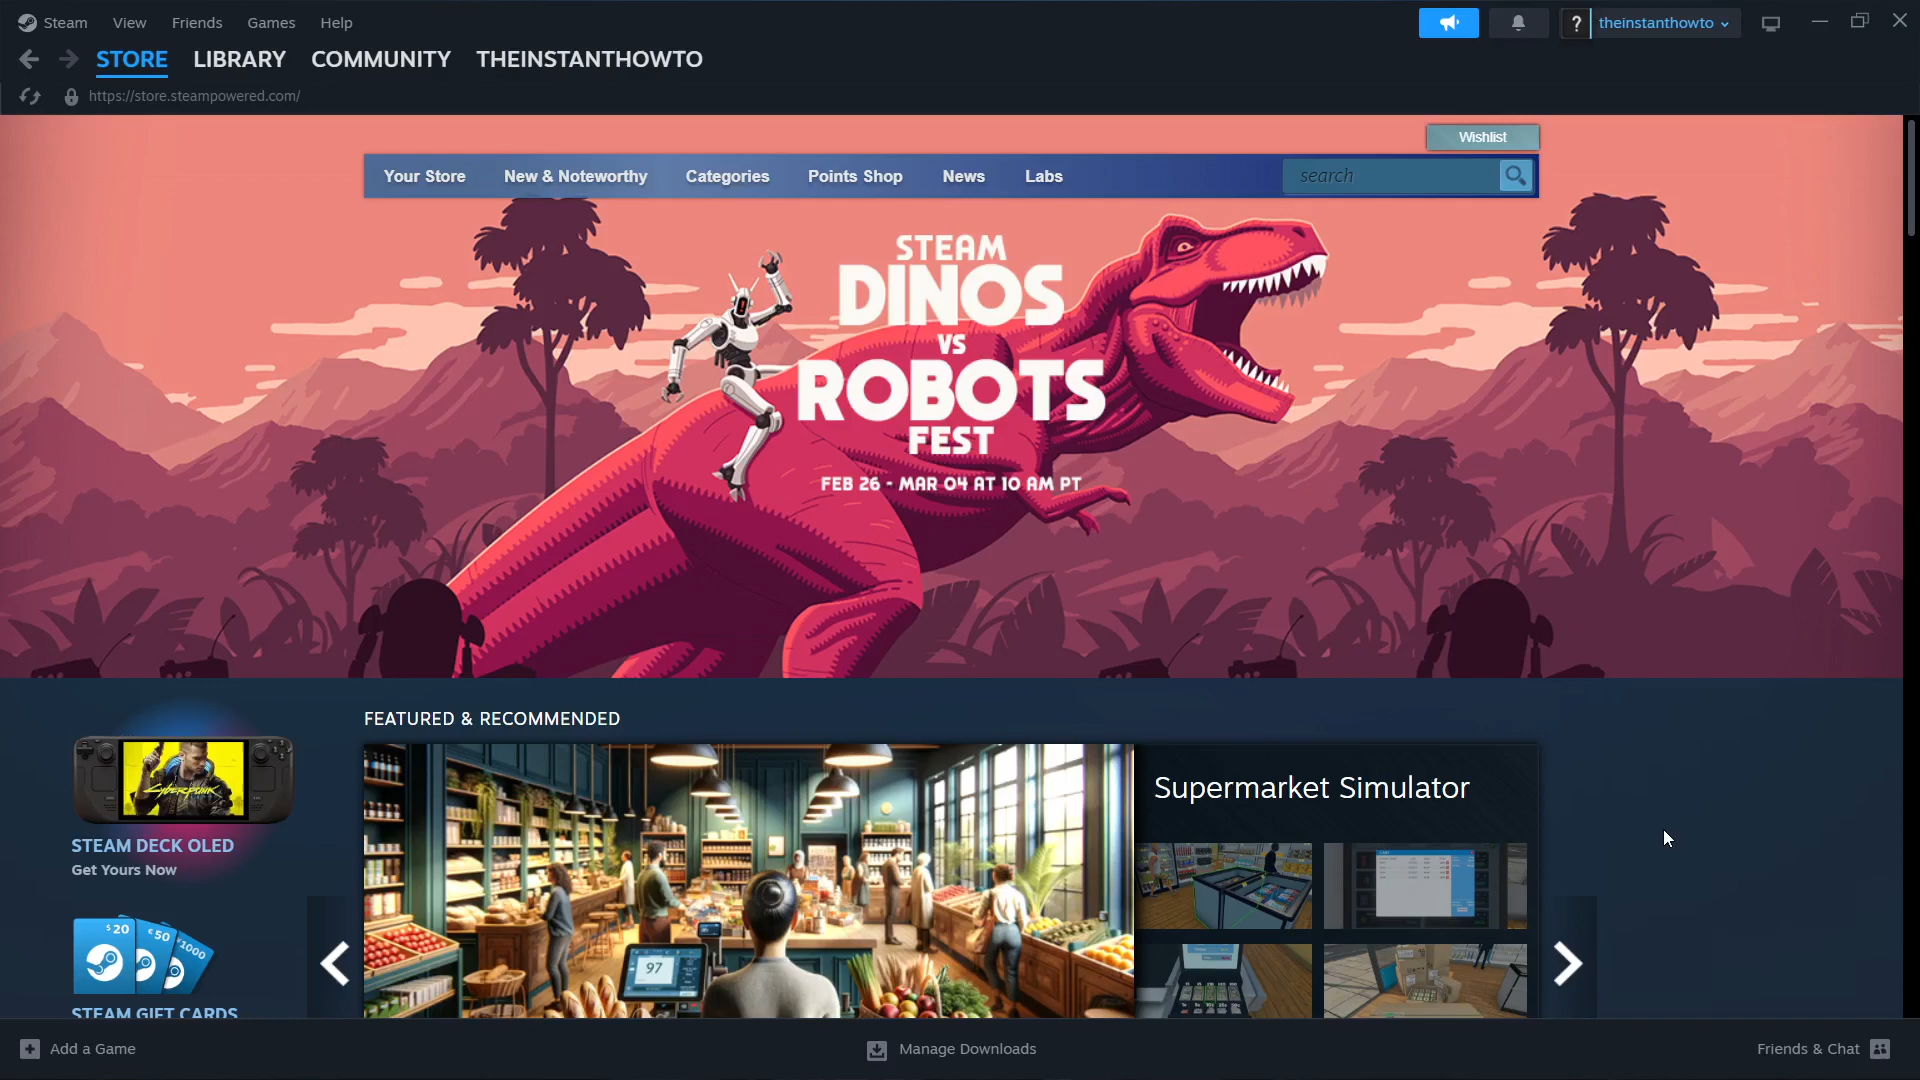 Steam View Friends Games Help
? theinstanthowto
STORE LIBRARY COMMUNITY THEINSTANTHOWTO
https://store.steampowered.com/
Wishlist
Your Store New & Noteworthy Categories Points Shop News Labs search
STEAM
DINOS
VS
ROBOTS
FEST
FEB 26 - MAR 04 AT 10 AM PT
FEATURED & RECOMMENDED
CYBERPUNK
Supermarket Simulator
STEAM DECK OLED
Get Yours Now
$20 €50 ¥1000
97
STEAM GIFT CARDS
Add a Game Manage Downloads Friends & Chat